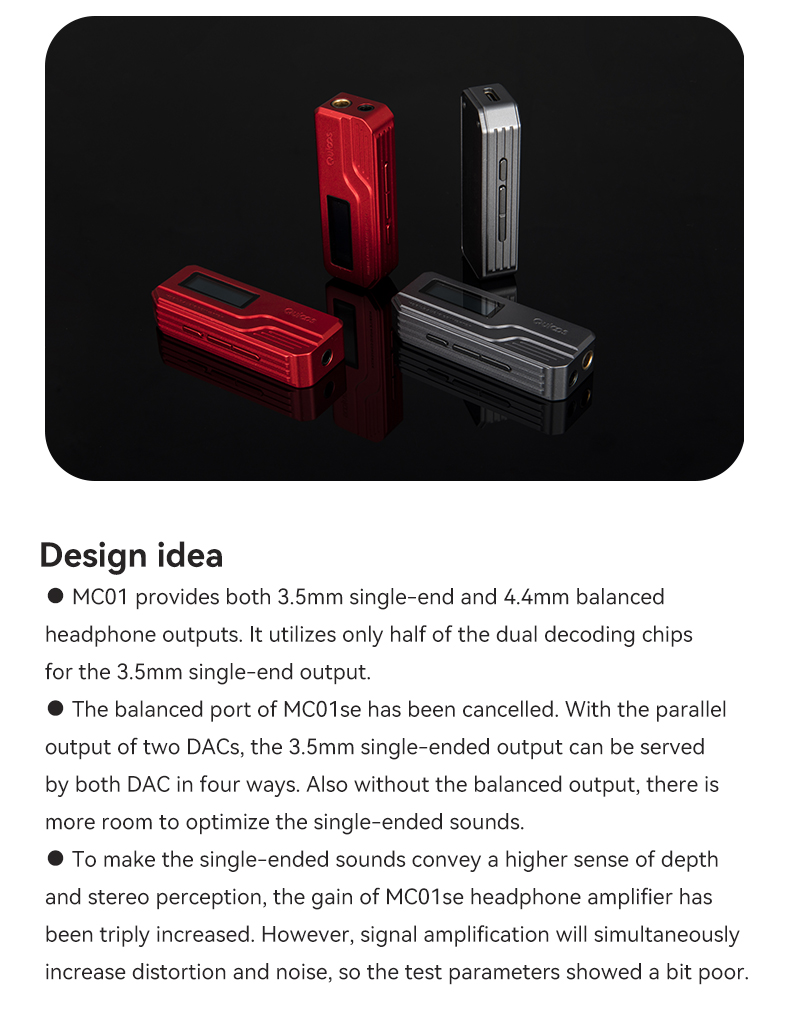 Quloos
Quloos
Quloos
Design idea
● MC01 provides both 3.5mm single-end and 4.4mm balanced
headphone outputs. It utilizes only half of the dual decoding chips
for the 3.5mm single-end output.
● The balanced port of MC01se has been cancelled. With the parallel
output of two DACs, the 3.5mm single-ended output can be served
by both DAC in four ways. Also without the balanced output, there is
more room to optimize the single-ended sounds.
● To make the single-ended sounds convey a higher sense of depth
and stereo perception, the gain of MC01se headphone amplifier has
been triply increased. However, signal amplification will simultaneously
increase distortion and noise, so the test parameters showed a bit poor.